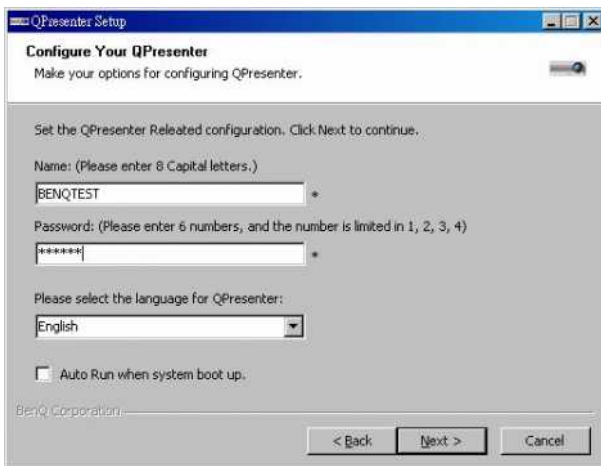 QPresenter Setup
Configure Your QPresenter
Make your options for configuring QPresenter.
Set the QPresenter Releated configuration. Click Next to continue.
Name: (Please enter 8 Capital letters.)
BENQTEST *
Password: (Please enter 6 numbers, and the number is limited in 1, 2, 3, 4)
****** *
Please select the language for QPresenter:
English
Auto Run when system boot up.
BenQ Corporation
< Back Next > Cancel